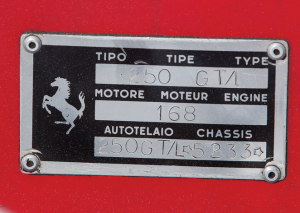 TIPO TIPE TYPE
250 GT/L
MOTORE MOTEUR ENGINE
168
AUTOTELAIO CHASSIS
250GT/L☆5233☆